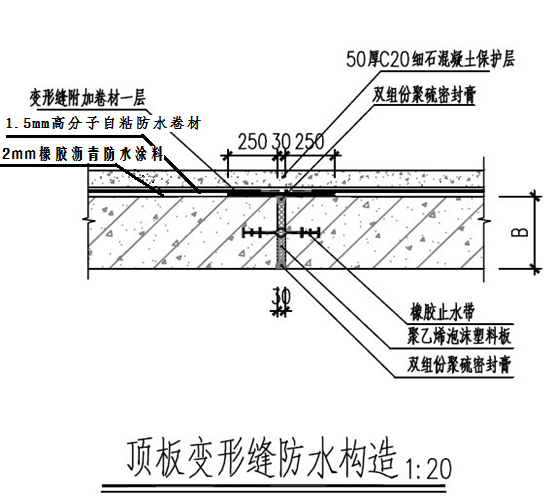 50厚C20细石混凝土保护层
变形缝附加卷材一层
双组份聚硫密封膏
1.5mm高分子自粘防水卷材
250 30 250
2mm橡胶沥青防水涂料
B
30
橡胶止水带
聚乙烯泡沫塑料板
双组份聚硫密封膏
顶板变形缝防水构造 1:20